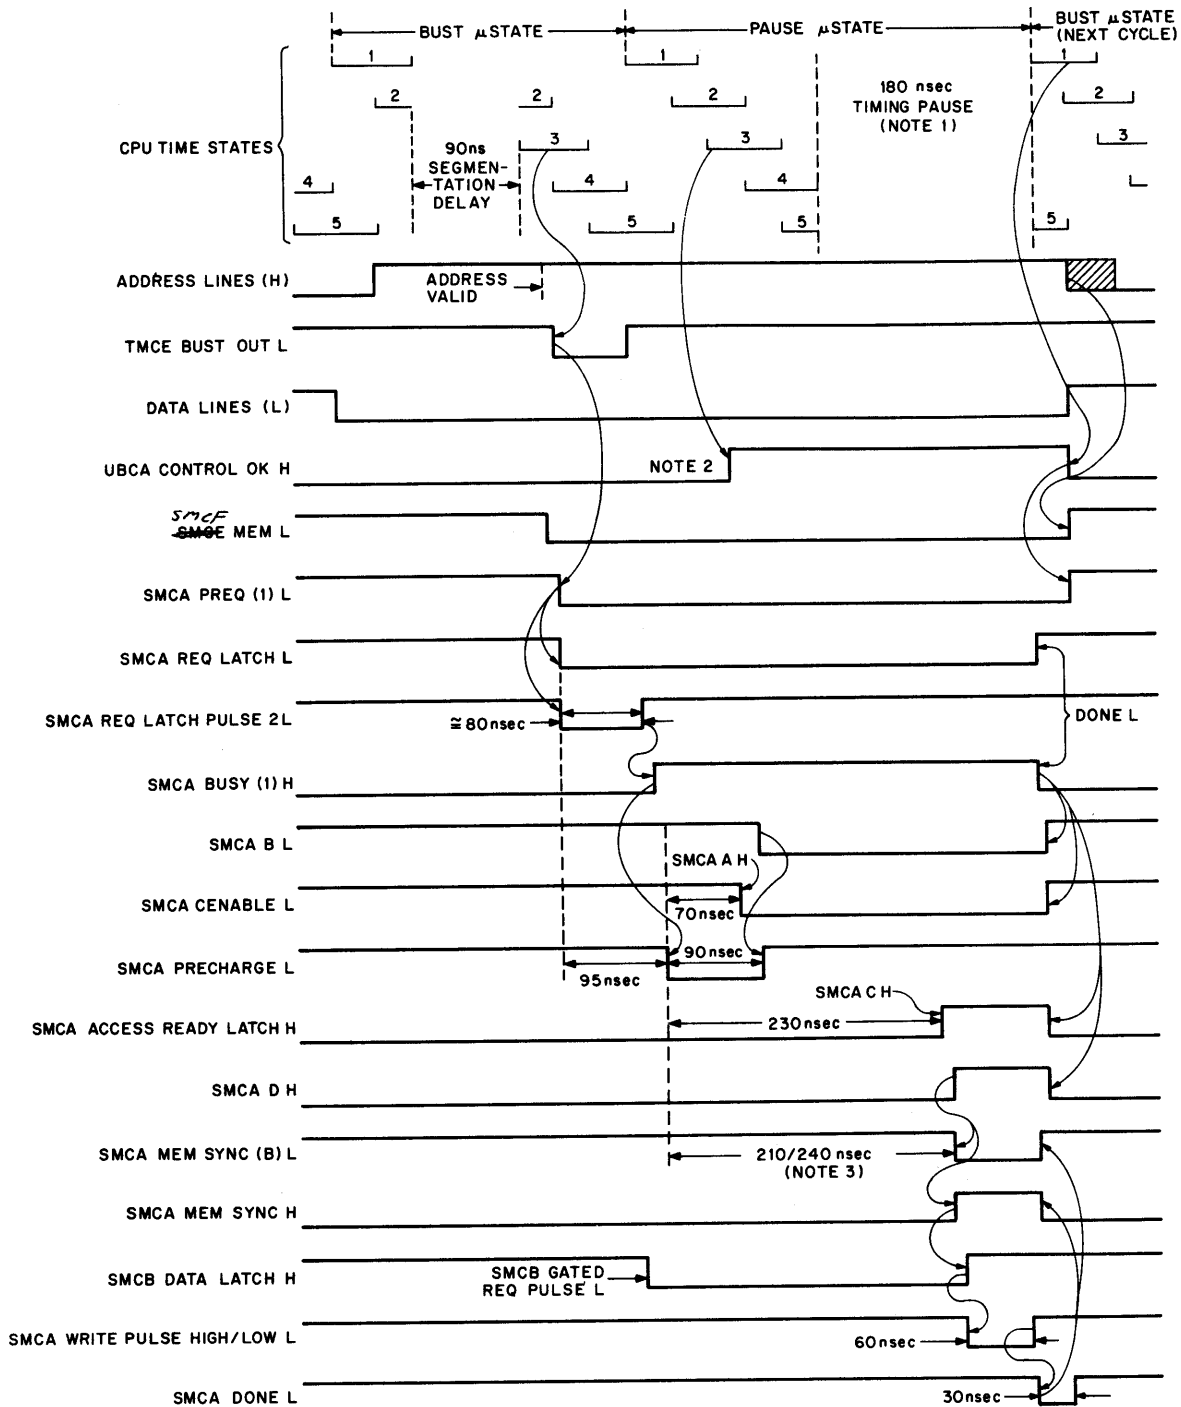 BUST μSTATE
PAUSE μSTATE
BUST μSTATE
(NEXT CYCLE)
1
1
1
2
2
2
2
180 nsec
TIMING PAUSE
(NOTE 1)
3
3
3
CPU TIME STATES
90ns
SEGMEN-
TATION
DELAY
4
4
4
5
5
5
5
ADDRESS LINES (H)
ADDRESS
VALID
TMCE BUST OUT L
DATA LINES (L)
UBCA CONTROL OK H
NOTE 2
SMCF
SMCE MEM L
SMCA PREQ (1) L
SMCA REQ LATCH L
SMCA REQ LATCH PULSE 2 L
≅80nsec
DONE L
SMCA BUSY (1) H
SMCA B L
SMCA A H
SMCA CENABLE L
70nsec
SMCA PRECHARGE L
95nsec
90nsec
SMCA C H
SMCA ACCESS READY LATCH H
230nsec
SMCA D H
SMCA MEM SYNC (B) L
210/240 nsec
(NOTE 3)
SMCA MEM SYNC H
SMCB DATA LATCH H
SMCB GATED
REQ PULSE L
SMCA WRITE PULSE HIGH/LOW L
60nsec
SMCA DONE L
30nsec